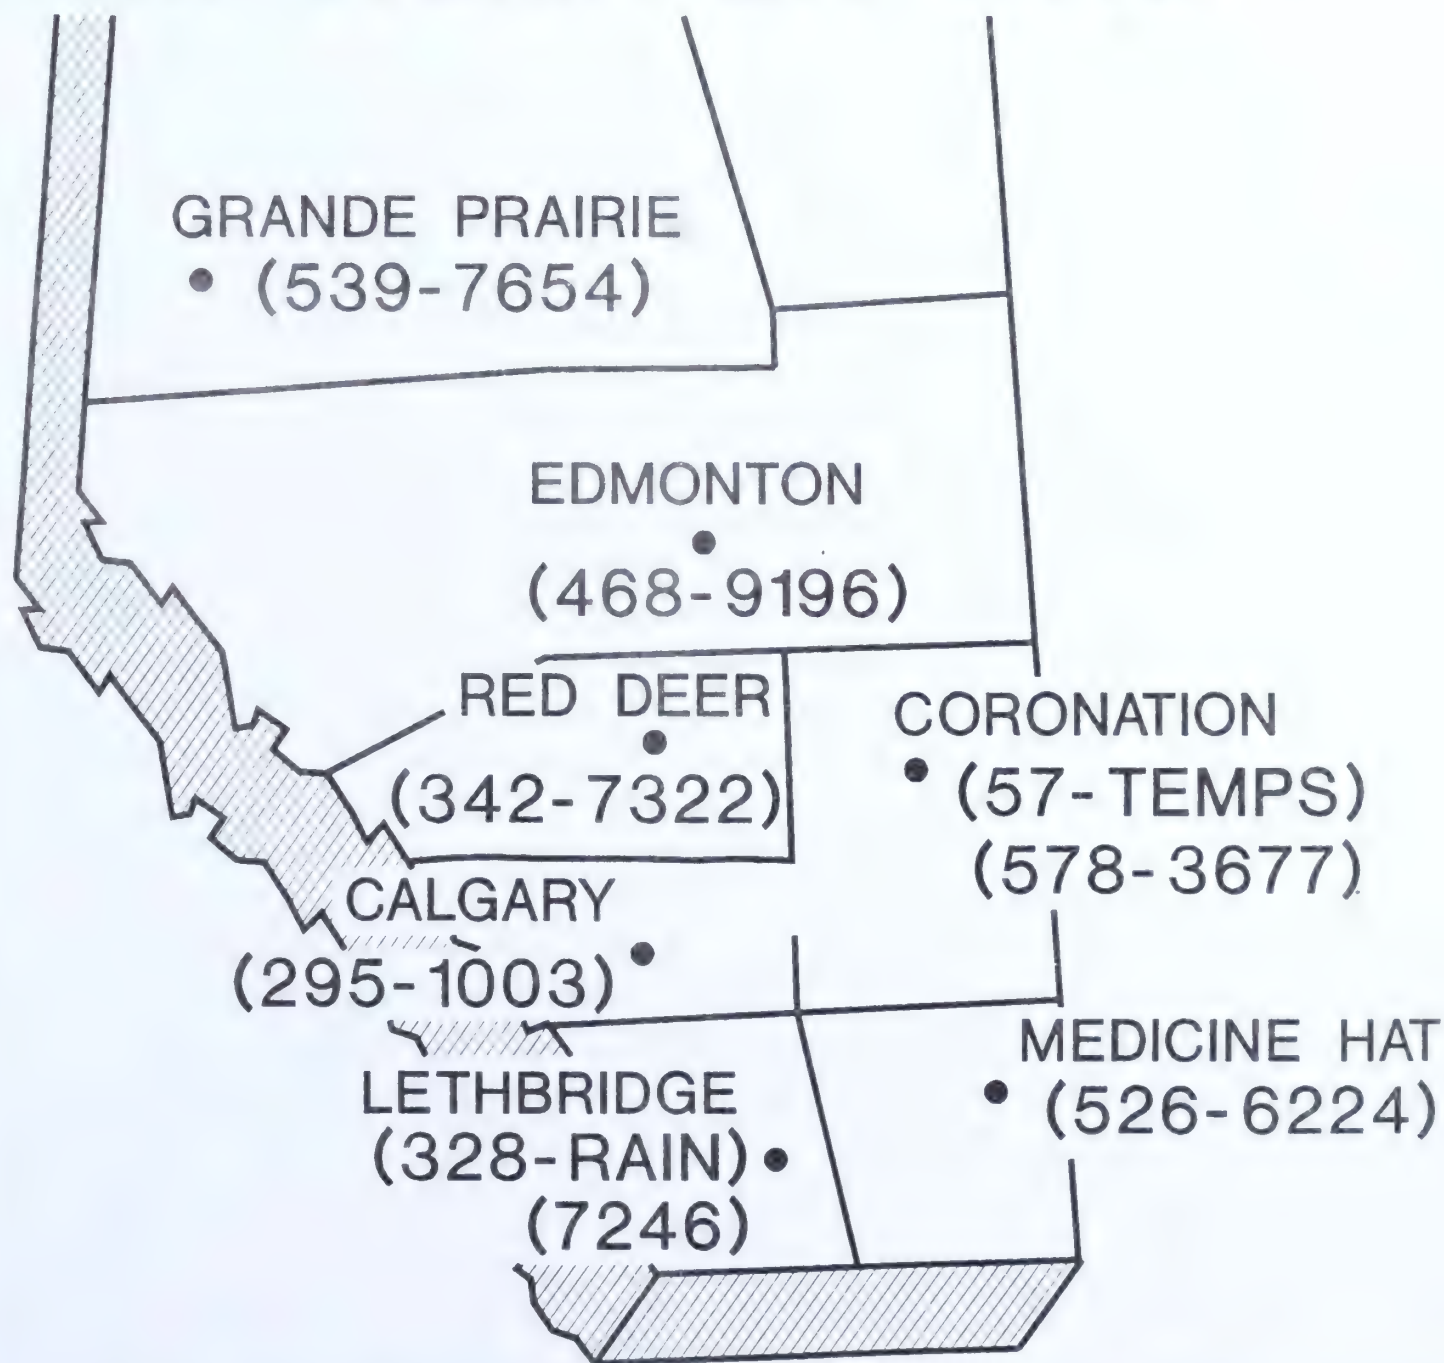 GRANDE PRAIRIE
(539-7654)
EDMONTON
(468-9196)
RED DEER
(342-7322)
CORONATION
(57-TEMPS)
(578-3677)
CALGARY
(295-1003)
MEDICINE HAT
(526-6224)
LETHBRIDGE
(328-RAIN)
(7246)